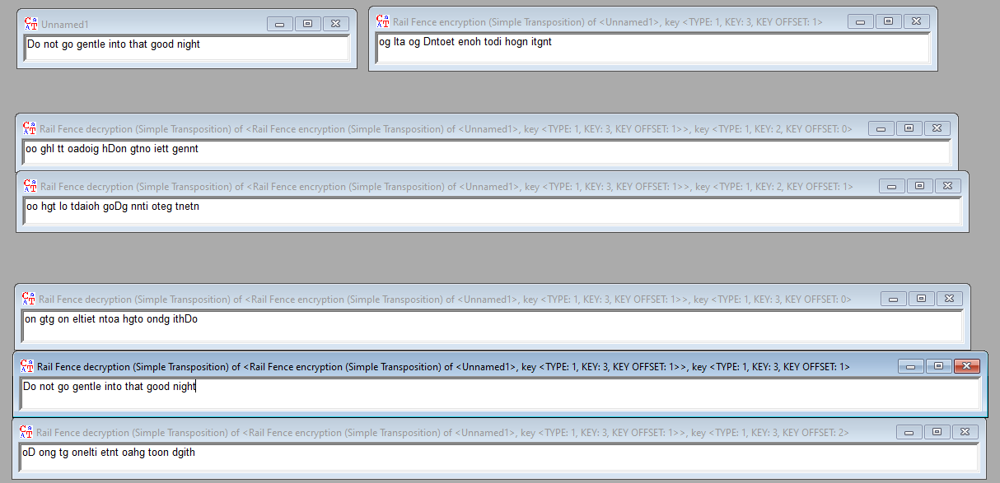 Unnamed1
Do not go gentle into that good night
Rail Fence encryption (Simple Transposition) of <Unnamed1>, key <TYPE: 1, KEY: 3, KEY OFFSET: 1>
og lta og Dntoet enoh todi hogn itgnt
Rail Fence decryption (Simple Transposition) of <Rail Fence encryption (Simple Transposition) of <Unnamed1>, key <TYPE: 1, KEY: 3, KEY OFFSET: 1>>, key <TYPE: 1, KEY: 2, KEY OFFSET: 0>
oo ghl tt oadoig hDon gtno iett gennt
Rail Fence decryption (Simple Transposition) of <Rail Fence encryption (Simple Transposition) of <Unnamed1>, key <TYPE: 1, KEY: 3, KEY OFFSET: 1>>, key <TYPE: 1, KEY: 2, KEY OFFSET: 1>
oo hgt lo tdaioh goDg nnti oteg tnetn
Rail Fence decryption (Simple Transposition) of <Rail Fence encryption (Simple Transposition) of <Unnamed1>, key <TYPE: 1, KEY: 3, KEY OFFSET: 1>>, key <TYPE: 1, KEY: 3, KEY OFFSET: 0>
on gtg on eltiet ntoa hgto ondg ithDo
Rail Fence decryption (Simple Transposition) of <Rail Fence encryption (Simple Transposition) of <Unnamed1>, key <TYPE: 1, KEY: 3, KEY OFFSET: 1>>, key <TYPE: 1, KEY: 3, KEY OFFSET: 1>
Do not go gentle into that good night
Rail Fence decryption (Simple Transposition) of <Rail Fence encryption (Simple Transposition) of <Unnamed1>, key <TYPE: 1, KEY: 3, KEY OFFSET: 1>>, key <TYPE: 1, KEY: 3, KEY OFFSET: 2>
oD ong tg onelti etnt oahg toon dgith